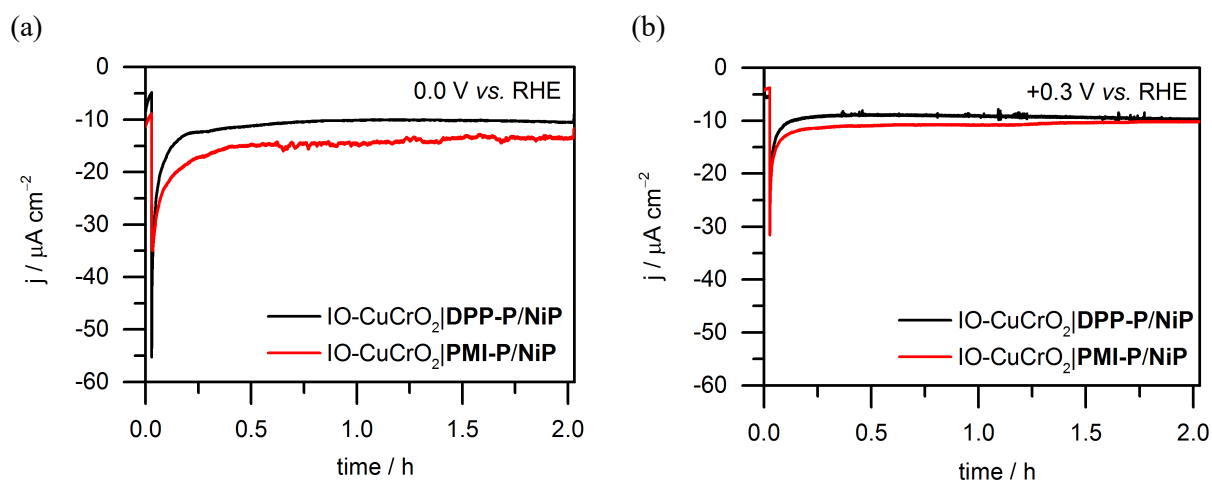 (a)
0.0 V vs. RHE
j / μA cm⁻²
0
-10
-20
-30
-40
-50
-60
IO-CuCrO₂|DPP-P/NiP
IO-CuCrO₂|PMI-P/NiP
0.0 0.5 1.0 1.5 2.0
time / h
(b)
+0.3 V vs. RHE
j / μA cm⁻²
0
-10
-20
-30
-40
-50
-60
IO-CuCrO₂|DPP-P/NiP
IO-CuCrO₂|PMI-P/NiP
0.0 0.5 1.0 1.5 2.0
time / h